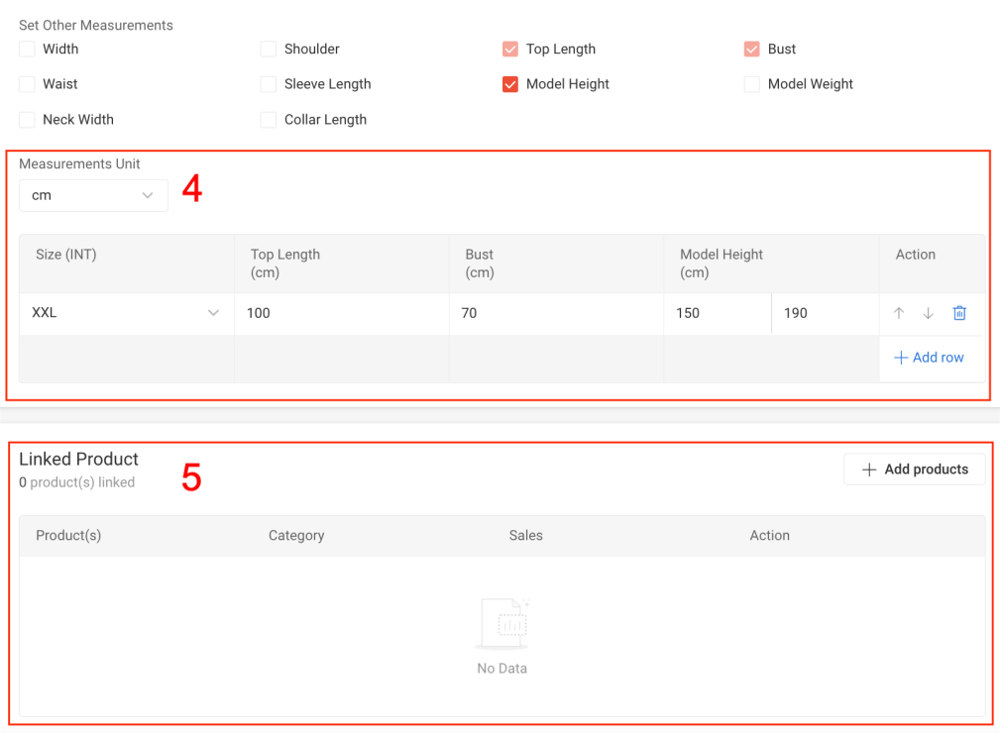 Set Other Measurements
Width Shoulder Top Length Bust
Waist Sleeve Length Model Height Model Weight
Neck Width Collar Length
Measurements Unit
cm
4
Size (INT) Top Length (cm) Bust (cm) Model Height (cm) Action
XXL 100 70 150 190
+ Add row
Linked Product
0 product(s) linked
5
+ Add products
Product(s) Category Sales Action
No Data